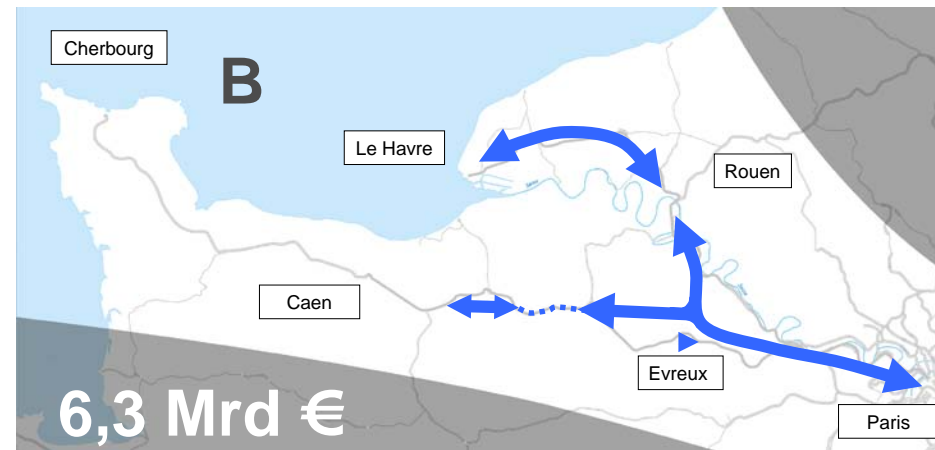 Cherbourg
B
Le Havre
Rouen
Caen
Evreux
6,3 Mrd €
Paris